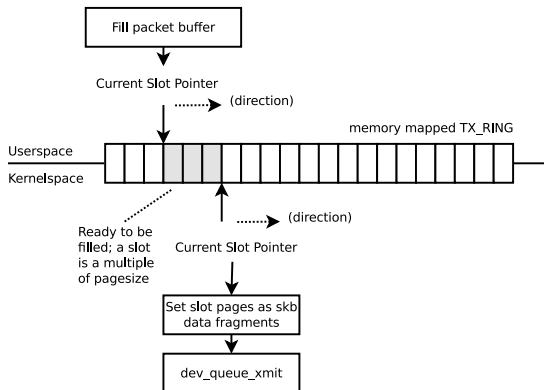 Fill packet buffer
Current Slot Pointer
(direction)
memory mapped TX_RING
Userspace
Kernelspace
(direction)
Ready to be
filled; a slot
is a multiple
of pagesize
Current Slot Pointer
Set slot pages as skb
data fragments
dev_queue_xmit